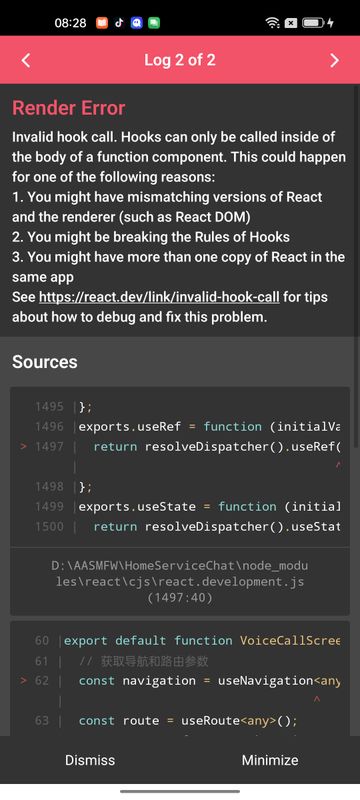 08:28
Log 2 of 2
Render Error
Invalid hook call. Hooks can only be called inside of
the body of a function component. This could happen
for one of the following reasons:
1. You might have mismatching versions of React
and the renderer (such as React DOM)
2. You might be breaking the Rules of Hooks
3. You might have more than one copy of React in the
same app
See https://react.dev/link/invalid-hook-call for tips
about how to debug and fix this problem.
Sources
1495 |};
1496 |exports.useRef = function (initialVa
> 1497 |  return resolveDispatcher().useRef(
| ^
1498 |};
1499 |exports.useState = function (initial
1500 |  return resolveDispatcher().useStat
D:\AASMFW\HomeServiceChat\node_modu
les\react\cjs\react.development.js
(1497:40)
60 |export default function VoiceCallScree
61 |  // 获取导航和路由参数
> 62 |  const navigation = useNavigation<any
| ^
63 |  const route = useRoute<any>();
Dismiss
Minimize